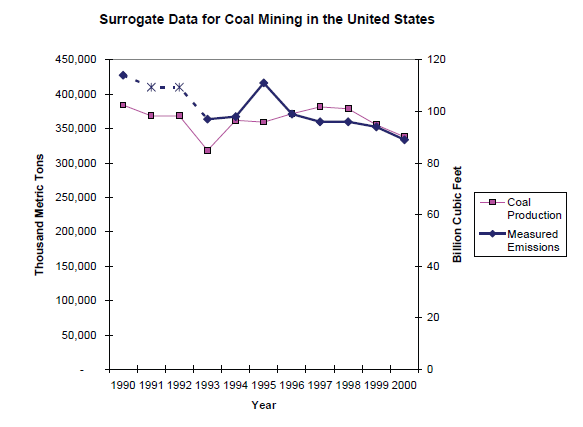 Surrogate Data for Coal Mining in the United States
450,000
400,000
350,000
300,000
250,000
200,000
150,000
100,000
50,000
-
Thousand Metric Tons
120
100
80
60
40
20
0
Billion Cubic Feet
1990 1991 1992 1993 1994 1995 1996 1997 1998 1999 2000
Year
Coal
Production
Measured
Emissions